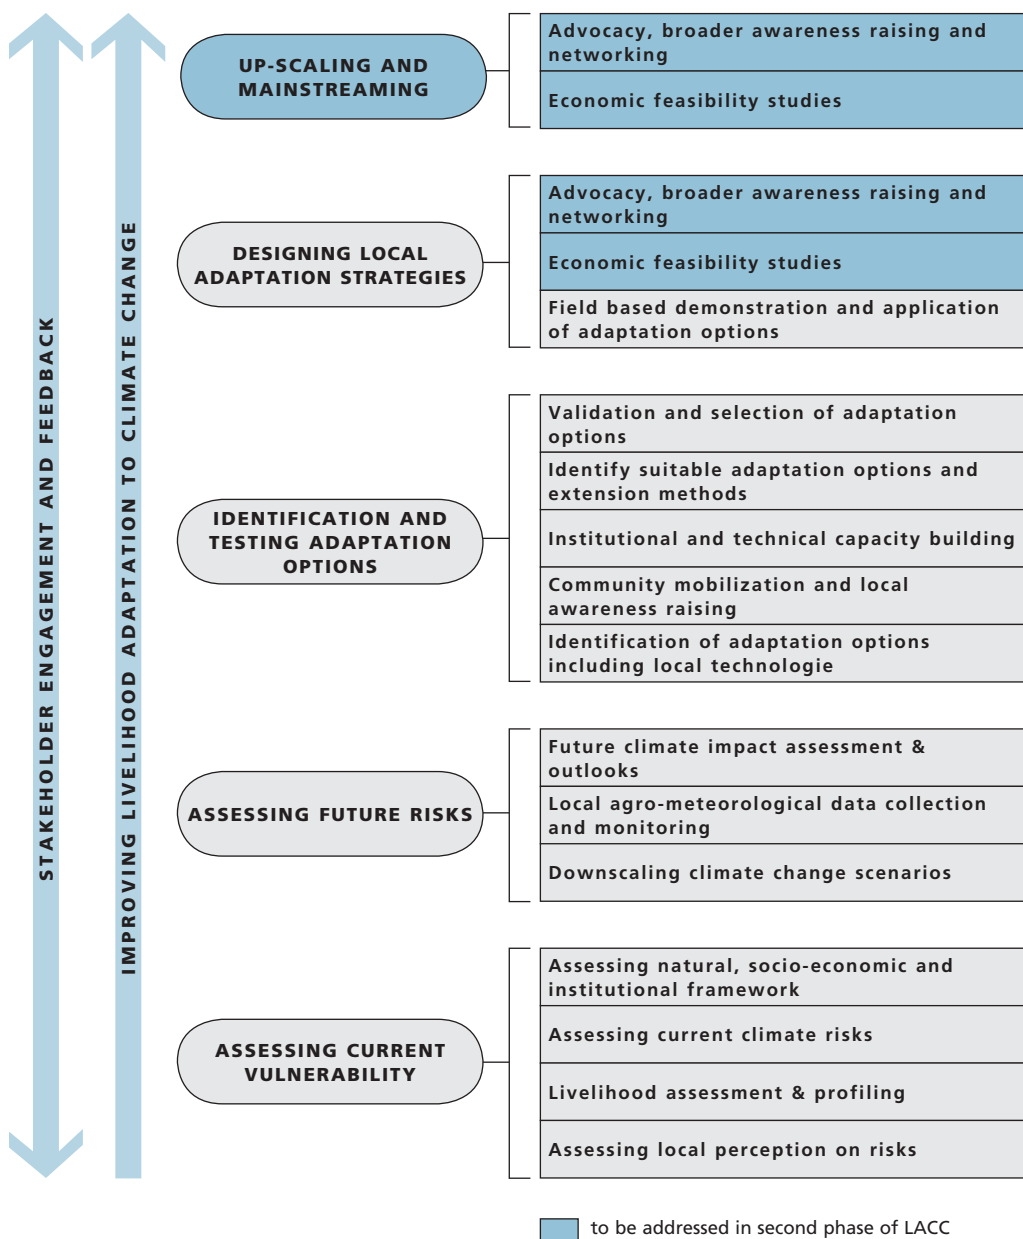 STAKEHOLDER ENGAGEMENT AND FEEDBACK
IMPROVING LIVELIHOOD ADAPTATION TO CLIMATE CHANGE
UP-SCALING AND
MAINSTREAMING
Advocacy, broader awareness raising and
networking
Economic feasibility studies
DESIGNING LOCAL
ADAPTATION STRATEGIES
Advocacy, broader awareness raising and
networking
Economic feasibility studies
Field based demonstration and application
of adaptation options
IDENTIFICATION AND
TESTING ADAPTATION
OPTIONS
Validation and selection of adaptation
options
Identify suitable adaptation options and
extension methods
Institutional and technical capacity building
Community mobilization and local
awareness raising
Identification of adaptation options
including local technologie
ASSESSING FUTURE RISKS
Future climate impact assessment &
outlooks
Local agro-meteorological data collection
and monitoring
Downscaling climate change scenarios
ASSESSING CURRENT
VULNERABILITY
Assessing natural, socio-economic and
institutional framework
Assessing current climate risks
Livelihood assessment & profiling
Assessing local perception on risks
to be addressed in second phase of LACC